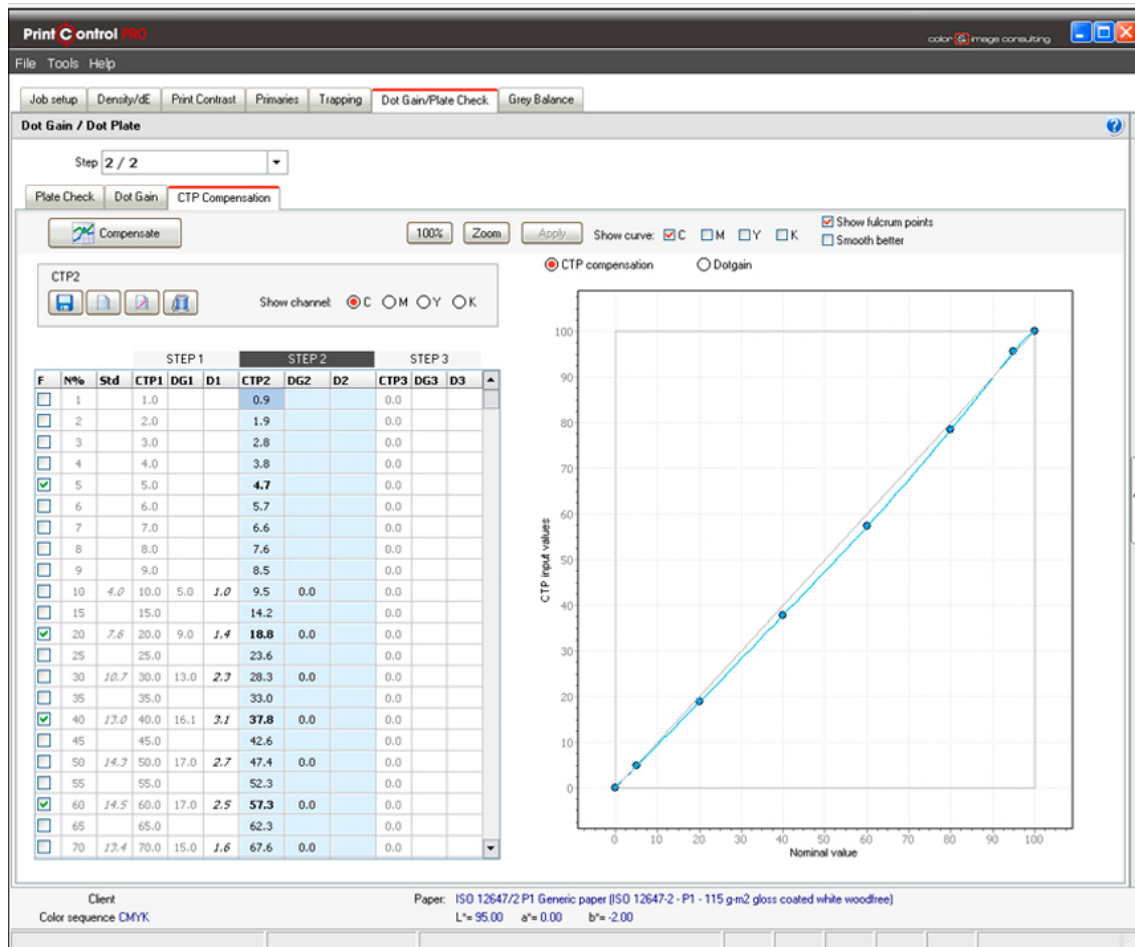 Print Control PRO
color & image consulting
File Tools Help
Job setup Density/dE Print Contrast Primaries Trapping Dot Gain/Plate Check Grey Balance
Dot Gain / Dot Plate
Step 2 / 2
Plate Check Dot Gain CTP Compensation
Compensate 100% Zoom Apply Show curve: C M Y K Show fulcrum points
Smooth better
CTP compensation Dotgain
CTP2
Show channel: C M Y K
STEP 1 STEP 2 STEP 3
F N% Std CTP1 DG1 D1 CTP2 DG2 D2 CTP3 DG3 D3
1 1.0 0.9 0.0
2 2.0 1.9 0.0
3 3.0 2.8 0.0
4 4.0 3.8 0.0
5 5.0 4.7 0.0
6 6.0 5.7 0.0
7 7.0 6.6 0.0
8 8.0 7.6 0.0
9 9.0 8.5 0.0
10 4.0 10.0 5.0 1.0 9.5 0.0 0.0
15 15.0 14.2 0.0
20 7.6 20.0 9.0 1.4 18.8 0.0 0.0
25 25.0 23.6 0.0
30 10.7 30.0 13.0 2.3 28.3 0.0 0.0
35 35.0 33.0 0.0
40 13.0 40.0 16.1 3.1 37.8 0.0 0.0
45 45.0 42.6 0.0
50 14.3 50.0 17.0 2.7 47.4 0.0 0.0
55 55.0 52.3 0.0
60 14.5 60.0 17.0 2.5 57.3 0.0 0.0
65 65.0 62.3 0.0
70 13.4 70.0 15.0 1.6 67.6 0.0 0.0
CTP input values
100
90
80
70
60
50
40
30
20
10
0
0 10 20 30 40 50 60 70 80 90 100
Nominal value
Client
Color sequence CMYK
Paper: ISO 12647/2 P1 Generic paper (ISO 12647-2 - P1 - 115 g-m2 gloss coated white woodfree)
L*= 95.00 a*= 0.00 b*= -2.00